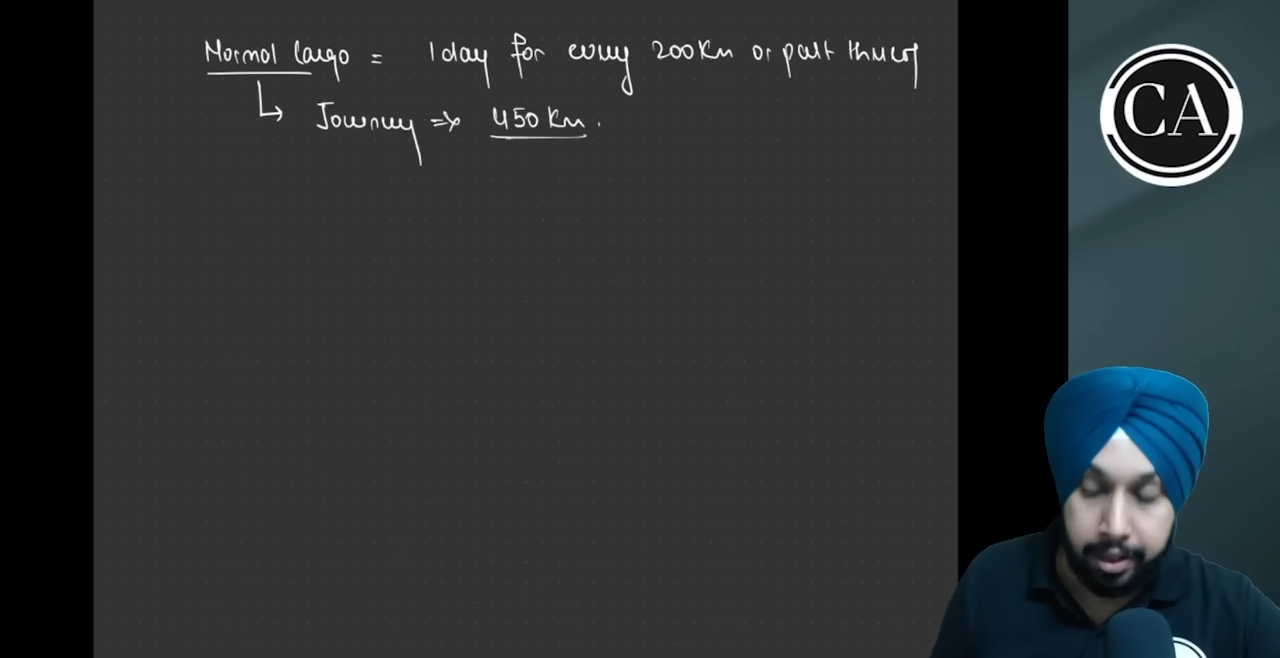 Normal Cargo = 1 day for every 200 Km or part thereof
↳ Journey ⇒ 450 Km.
CA